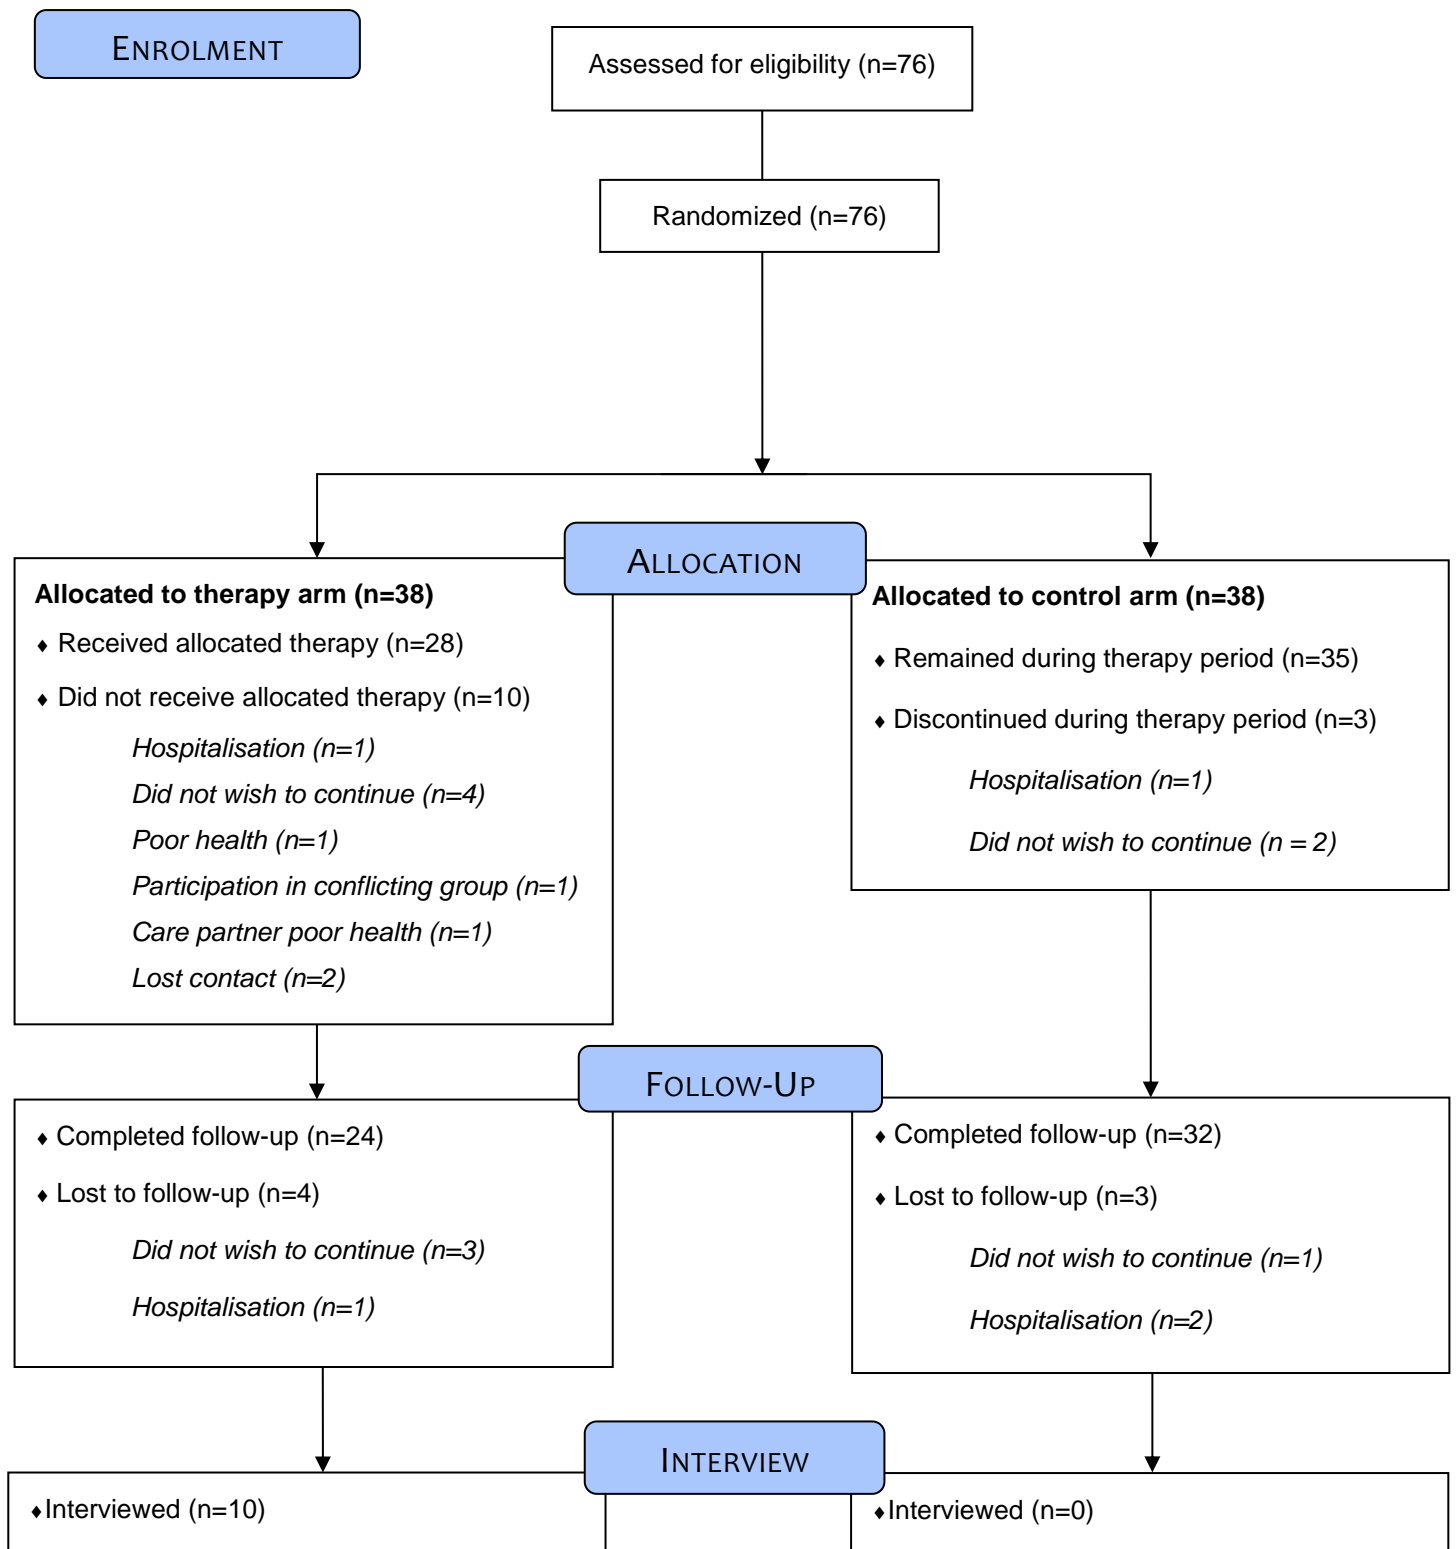 ENROLMENT
Assessed for eligibility (n=76)
Randomized (n=76)
ALLOCATION
Allocated to therapy arm (n=38)
♦ Received allocated therapy (n=28)
♦ Did not receive allocated therapy (n=10)
Hospitalisation (n=1)
Did not wish to continue (n=4)
Poor health (n=1)
Participation in conflicting group (n=1)
Care partner poor health (n=1)
Lost contact (n=2)
Allocated to control arm (n=38)
♦ Remained during therapy period (n=35)
♦ Discontinued during therapy period (n=3)
Hospitalisation (n=1)
Did not wish to continue (n = 2)
FOLLOW-UP
♦ Completed follow-up (n=24)
♦ Lost to follow-up (n=4)
Did not wish to continue (n=3)
Hospitalisation (n=1)
♦ Completed follow-up (n=32)
♦ Lost to follow-up (n=3)
Did not wish to continue (n=1)
Hospitalisation (n=2)
INTERVIEW
♦Interviewed (n=10)
♦Interviewed (n=0)